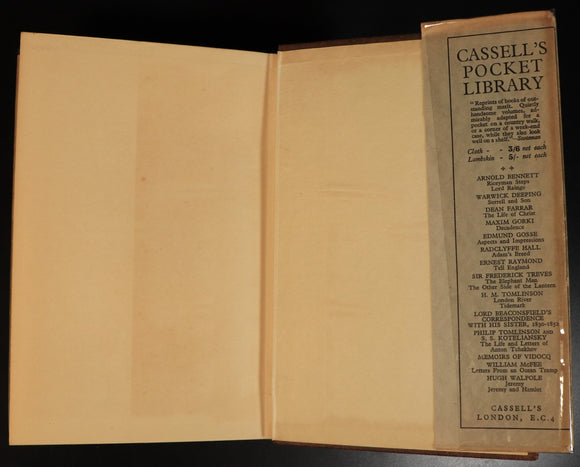 CASSELL'S
POCKET
LIBRARY
"Reprints of books of out-
standing merit. Quietly
handsome volumes, ad-
mirably adapted for a
pocket on a country walk,
or a corner of a week-end
case, while they also look
well on a shelf."—Scotsman
Cloth - - 3/6 net each
Lambskin - 5/- net each
ARNOLD BENNETT
Riceyman Steps
Lord Raingo
WARWICK DEEPING
Sorrell and Son
DEAN FARRAR
The Life of Christ
MAXIM GORKI
Decadence
EDMUND GOSSE
Aspects and Impressions
RADCLYFFE HALL
Adam's Breed
ERNEST RAYMOND
Tell England
SIR FREDERICK TREVES
The Elephant Man
The Other Side of the Lantern
H. M. TOMLINSON
London River
Tidemark
LORD BEACONSFIELD'S
CORRESPONDENCE
WITH HIS SISTER, 1830-1852
PHILIP TOMLINSON AND
S. S. KOTELIANSKY
The Life and Letters of
Anton Tchekhov
MEMOIRS OF VIDOCQ
WILLIAM McFEE
Letters From an Ocean Tramp
HUGH WALPOLE
Jeremy
Jeremy and Hamlet
CASSELL'S
LONDON, E.C.4